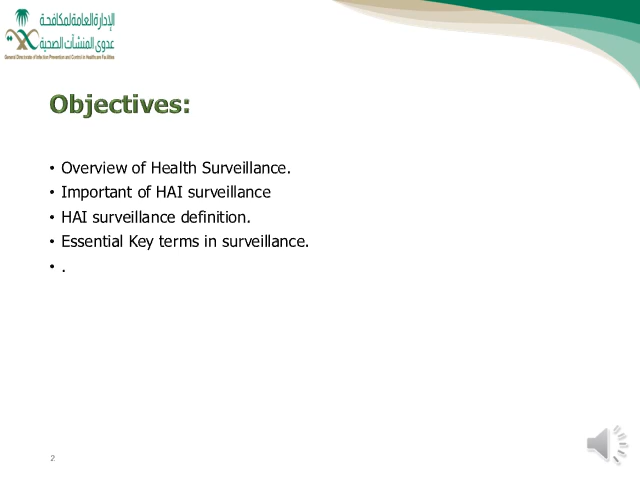 الإدارة العامة لمكافحة
عدوى المنشآت الصحية
General Directorate of Infection Prevention and Control in Healthcare Facilities
Objectives:
• Overview of Health Surveillance.
• Important of HAI surveillance
• HAI surveillance definition.
• Essential Key terms in surveillance.
• .
2